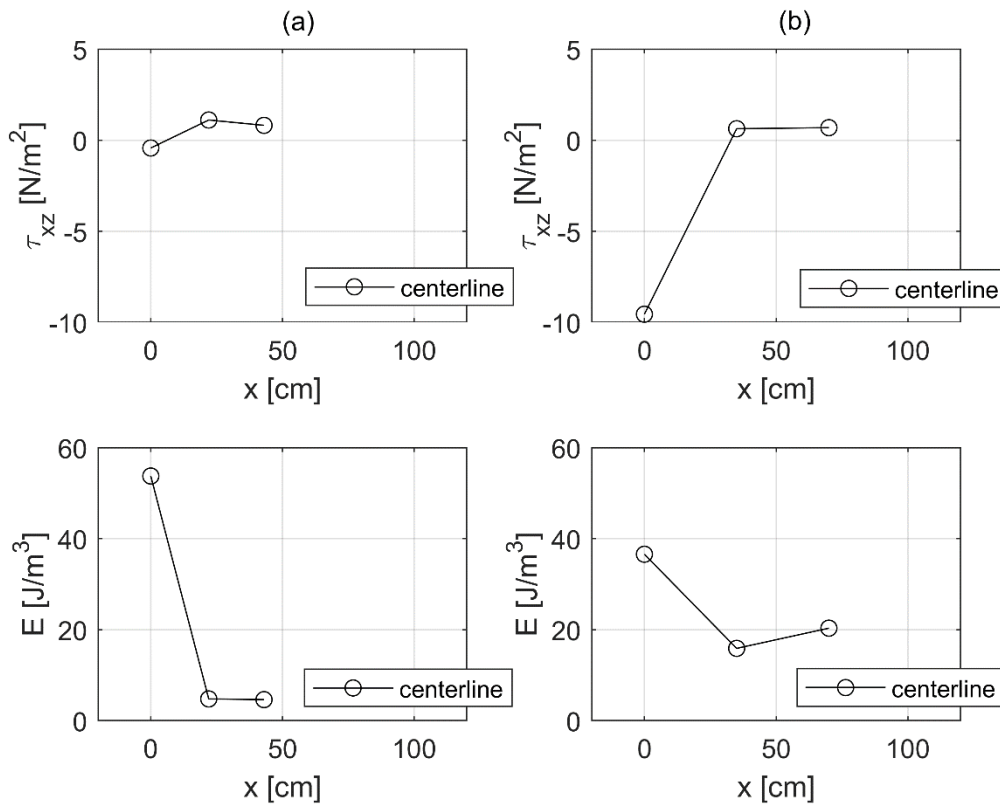 (a)
5
0
-5
-10
τxz [N/m2]
centerline
0 50 100
x [cm]
(b)
5
0
-5
-10
τxz [N/m2]
centerline
0 50 100
x [cm]
60
40
20
0
E [J/m3]
centerline
0 50 100
x [cm]
60
40
20
0
E [J/m3]
centerline
0 50 100
x [cm]